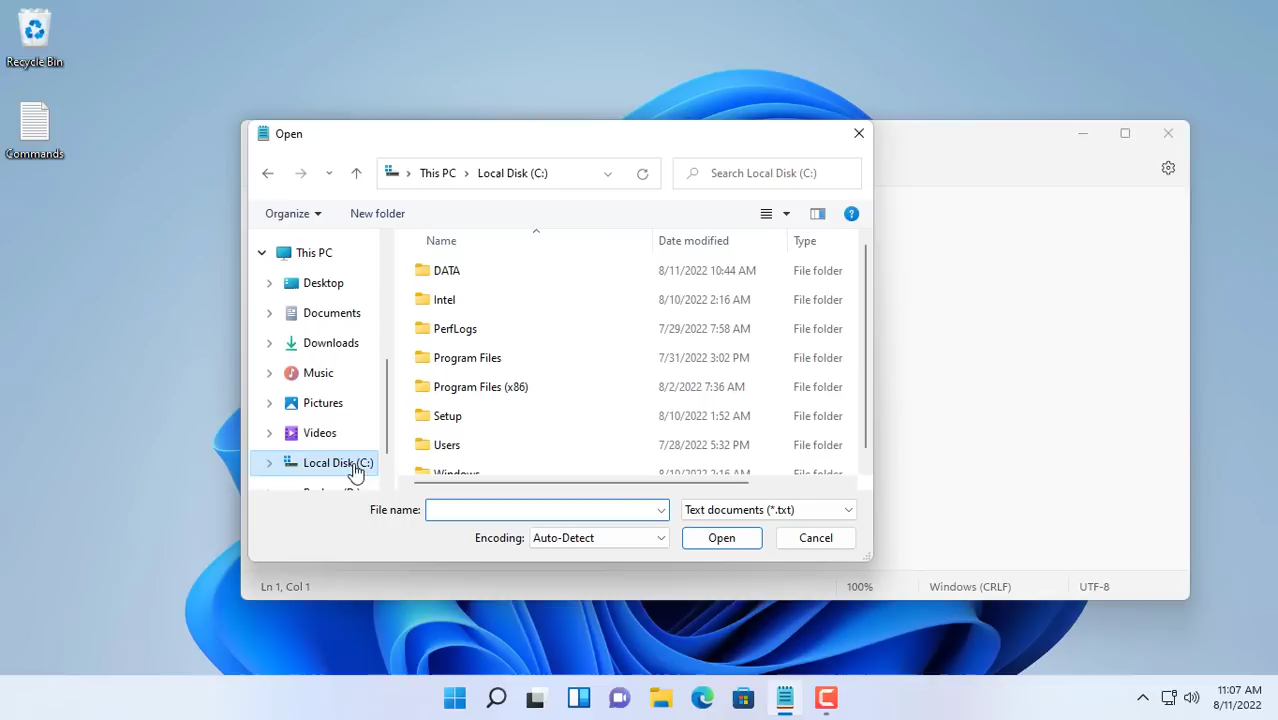 Recycle Bin
Commands
Open
This PC
Local Disk (C:)
Search Local Disk (C:)
Organize
New folder
Name
Date modified
Type
This PC
Desktop
Documents
Downloads
Music
Pictures
Videos
Local Disk (C:)
DATA 8/11/2022 10:44 AM File folder
Intel 8/10/2022 2:16 AM File folder
PerfLogs 7/29/2022 7:58 AM File folder
Program Files 7/31/2022 3:02 PM File folder
Program Files (x86) 8/2/2022 7:36 AM File folder
Setup 8/10/2022 1:52 AM File folder
Users 7/28/2022 5:32 PM File folder
Windows 8/10/2022 2:16 AM File folder
File name:
Text documents (*.txt)
Encoding:
Auto-Detect
Open
Cancel
Ln 1, Col 1
100%
Windows (CRLF)
UTF-8
11:07 AM
8/11/2022